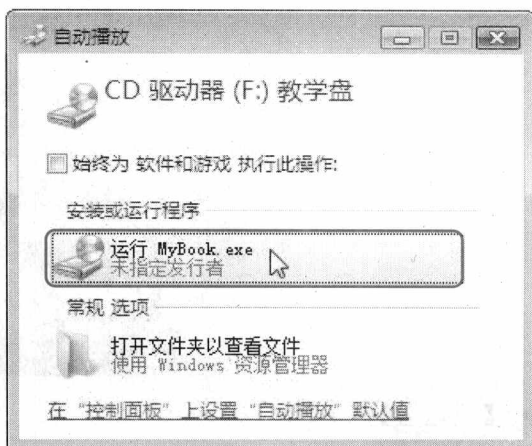 自动播放
CD 驱动器 (F:) 教学盘
始终为 软件和游戏 执行此操作:
安装或运行程序
运行 MyBook.exe
未指定发行者
常规 选项
打开文件夹以查看文件
使用 Windows 资源管理器
在“控制面板”上设置“自动播放”默认值